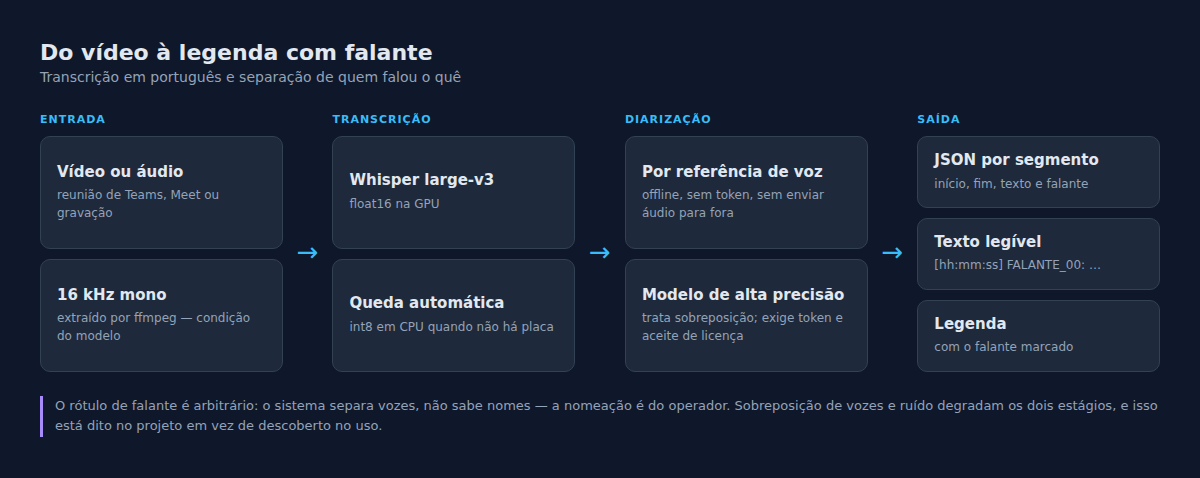 Do vídeo à legenda com falante
Transcrição em português e separação de quem falou o quê
ENTRADA
Vídeo ou áudio
reunião de Teams, Meet ou
gravação
16 kHz mono
extraído por ffmpeg — condição
do modelo
→
TRANSCRIÇÃO
Whisper large-v3
float16 na GPU
Queda automática
int8 em CPU quando não há placa
→
DIARIZAÇÃO
Por referência de voz
offline, sem token, sem enviar
áudio para fora
Modelo de alta precisão
trata sobreposição; exige token e
aceite de licença
→
SAÍDA
JSON por segmento
início, fim, texto e falante
Texto legível
[hh:mm:ss] FALANTE_00: …
Legenda
com o falante marcado
O rótulo de falante é arbitrário: o sistema separa vozes, não sabe nomes — a nomeação é do operador. Sobreposição de vozes e ruído degradam os dois estágios, e isso
está dito no projeto em vez de descoberto no uso.